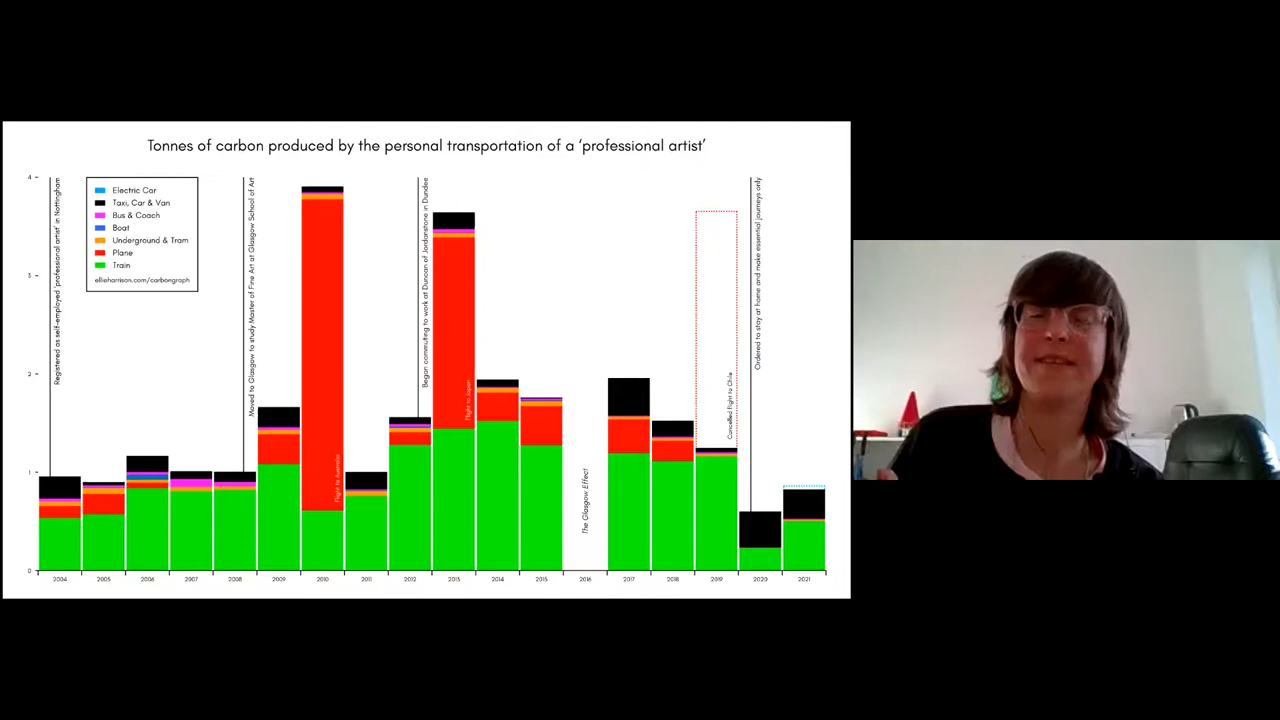 Tonnes of carbon produced by the personal transportation of a ‘professional artist’
4
3
2
1
0
Electric Car
Taxi, Car & Van
Bus & Coach
Boat
Underground & Tram
Plane
Train
ellieharrison.com/carbongraph
Registered as self-employed ‘professional artist’ in Nottingham
Moved to Glasgow to study Master of Fine Art at Glasgow School of Art
Flight to Australia
Began commuting to work at Duncan of Jordanstone in Dundee
Flight to Japan
The Glasgow Effect
Cancelled flight to Chile
Ordered to stay at home and make essential journeys only
2004 2005 2006 2007 2008 2009 2010 2011 2012 2013 2014 2015 2016 2017 2018 2019 2020 2021